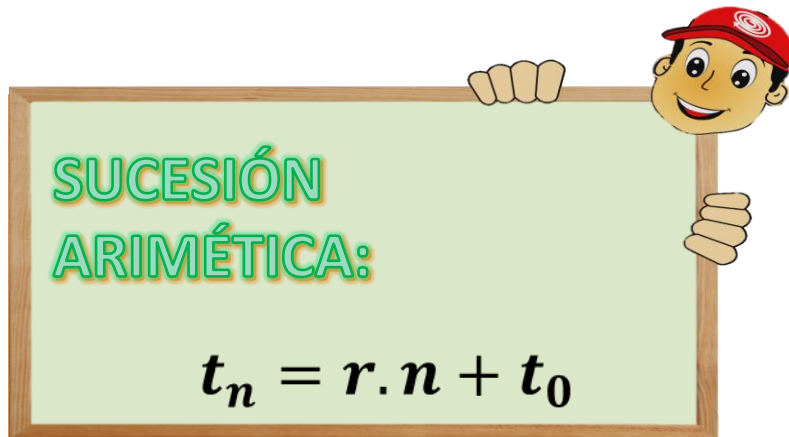 SUCESIÓN
ARIMÉTICA:
tₙ = r. n + t₀